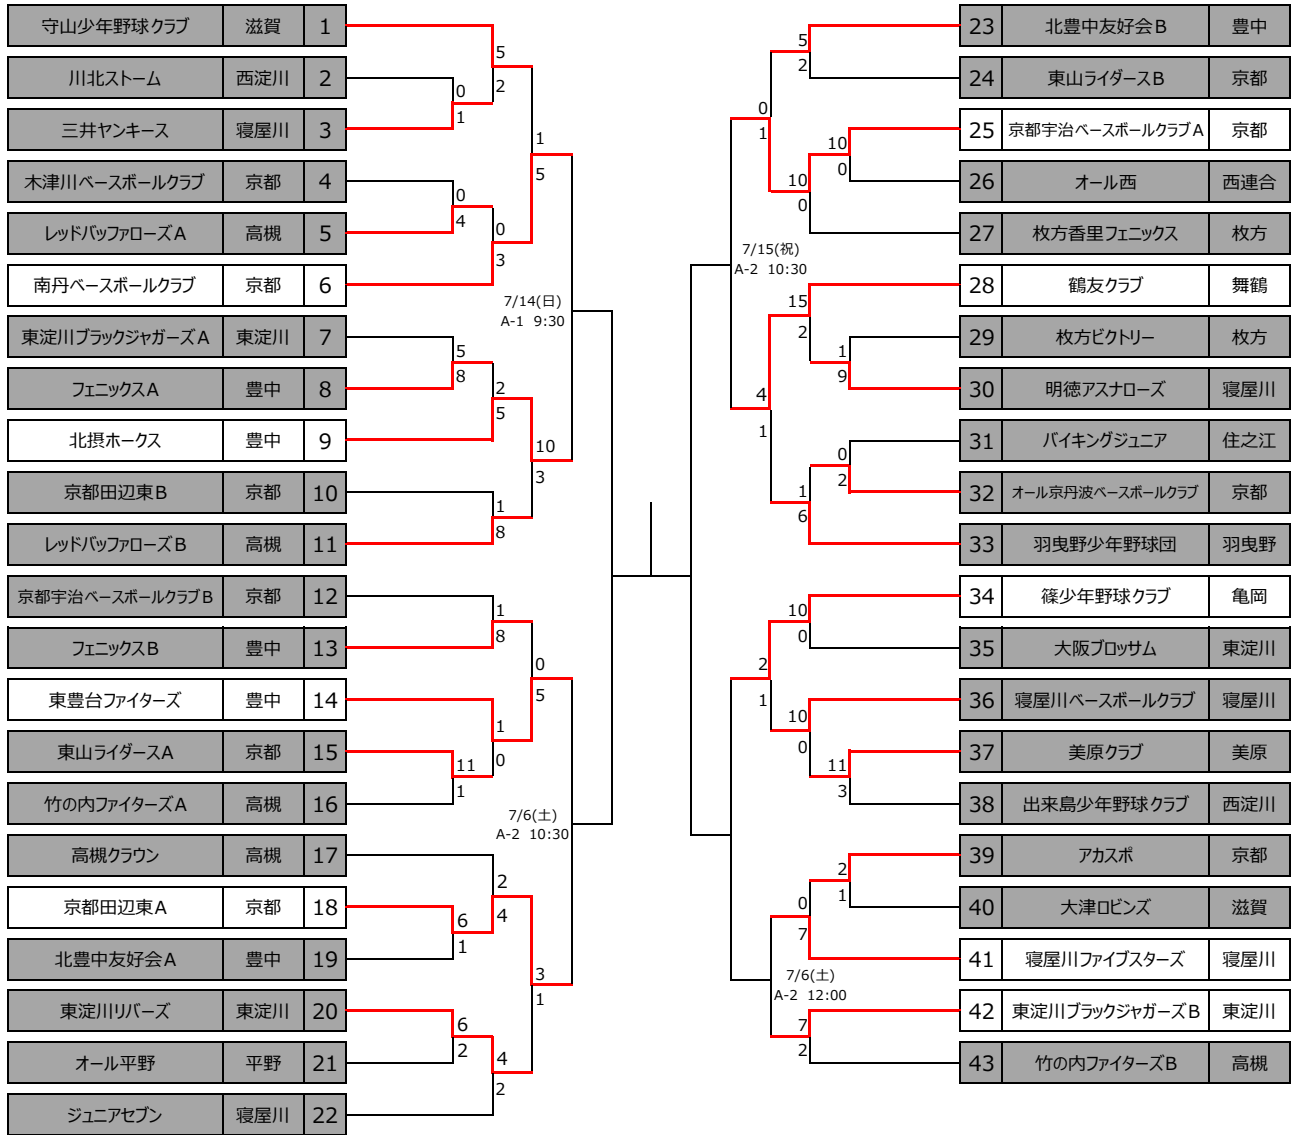 守山少年野球クラブ 滋賀 1
川北ストーム 西淀川 2
三井ヤンキース 寝屋川 3
木津川ベースボールクラブ 京都 4
レッドバッファローズA 高槻 5
南丹ベースボールクラブ 京都 6
東淀川ブラックジャガーズA 東淀川 7
フェニックスA 豊中 8
北摂ホークス 豊中 9
京都田辺東B 京都 10
レッドバッファローズB 高槻 11
京都宇治ベースボールクラブB 京都 12
フェニックスB 豊中 13
東豊台ファイターズ 豊中 14
東山ライダースA 京都 15
竹の内ファイターズA 高槻 16
高槻クラウン 高槻 17
京都田辺東A 京都 18
北豊中友好会A 豊中 19
東淀川リバーズ 東淀川 20
オール平野 平野 21
ジュニアセブン 寝屋川 22
0
1
0
4
5
8
11
1
6
1
6
2
5
2
0
3
2
5
1
8
1
8
1
0
2
4
4
2
1
5
10
3
0
5
3
1
7/14(日)
A-1 9:30
7/6(土)
A-2 10:30
7/15(祝)
A-2 10:30
7/6(土)
A-2 12:00
0
1
4
1
2
1
0
7
5
2
10
0
15
2
1
6
10
0
10
0
7
2
10
0
1
9
0
2
11
3
2
1
23 北豊中友好会B 豊中
24 東山ライダースB 京都
25 京都宇治ベースボールクラブA 京都
26 オール西 西連合
27 枚方香里フェニックス 枚方
28 鶴友クラブ 舞鶴
29 枚方ビクトリー 枚方
30 明徳アスナローズ 寝屋川
31 バイキングジュニア 住之江
32 オール京丹波ベースボールクラブ 京都
33 羽曳野少年野球団 羽曳野
34 篠少年野球クラブ 亀岡
35 大阪ブロッサム 東淀川
36 寝屋川ベースボールクラブ 寝屋川
37 美原クラブ 美原
38 出来島少年野球クラブ 西淀川
39 アカスポ 京都
40 大津ロビンズ 滋賀
41 寝屋川ファイブスターズ 寝屋川
42 東淀川ブラックジャガーズB 東淀川
43 竹の内ファイターズB 高槻